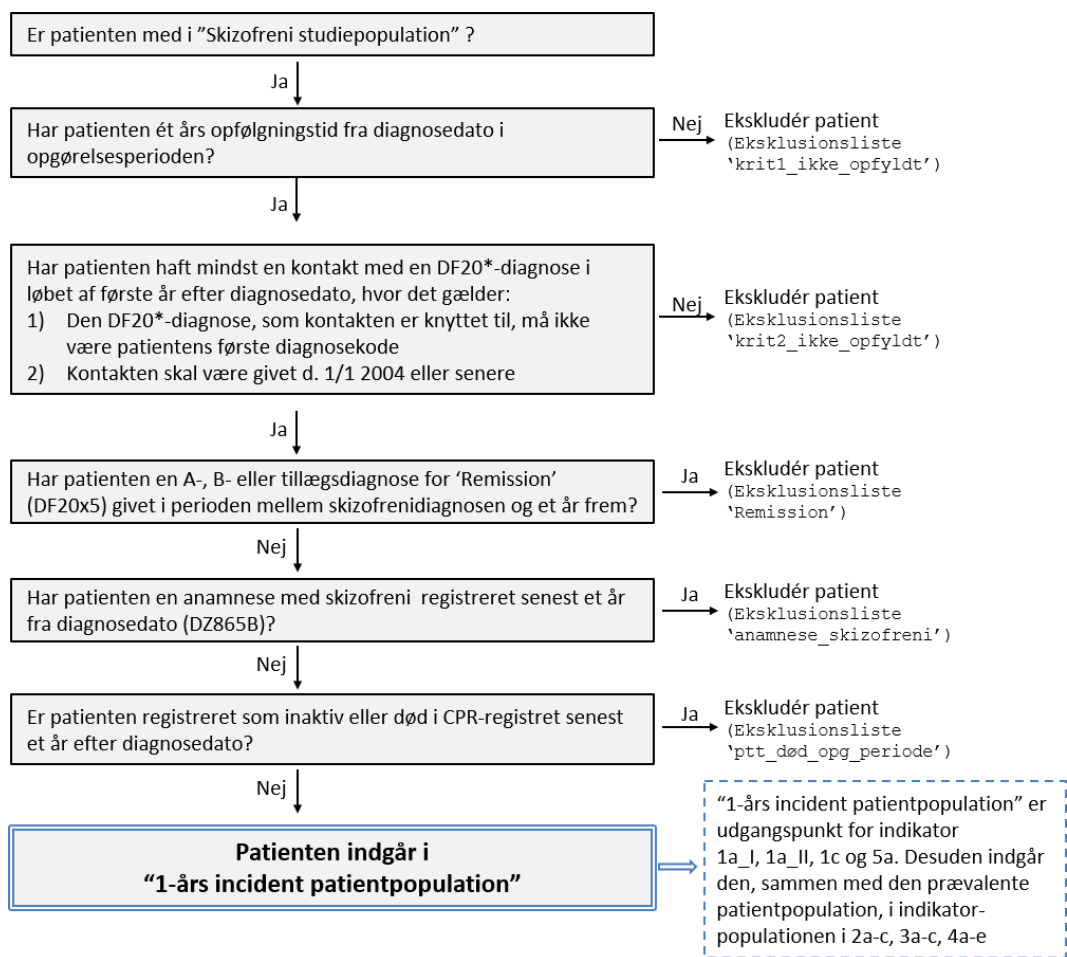 Er patienten med i ”Skizofreni studiepopulation” ?
Ja
Har patienten ét års opfølgningstid fra diagnosedato i
opgørelsesperioden?
Nej
Ekskludér patient
(Eksklusionsliste
‘krit1_ikke_opfyldt’)
Ja
Har patienten haft mindst en kontakt med en DF20*-diagnose i
løbet af første år efter diagnosedato, hvor det gælder:
1) Den DF20*-diagnose, som kontakten er knyttet til, må ikke
være patientens første diagnosekode
2) Kontakten skal være givet d. 1/1 2004 eller senere
Nej
Ekskludér patient
(Eksklusionsliste
‘krit2_ikke_opfyldt’)
Ja
Har patienten en A-, B- eller tillægsdiagnose for ‘Remission’
(DF20x5) givet i perioden mellem skizofrenidiagnosen og et år frem?
Ja
Ekskludér patient
(Eksklusionsliste
‘Remission’)
Nej
Har patienten en anamnese med skizofreni registreret senest et år
fra diagnosedato (DZ865B)?
Ja
Ekskludér patient
(Eksklusionsliste
‘anamnese_skizofreni’)
Nej
Er patienten registreret som inaktiv eller død i CPR-registret senest
et år efter diagnosedato?
Ja
Ekskludér patient
(Eksklusionsliste
‘ptt_død_opg_periode’)
Nej
Patienten indgår i
“1-års incident patientpopulation”
“1-års incident patientpopulation” er
udgangspunkt for indikator
1a_I, 1a_II, 1c og 5a. Desuden indgår
den, sammen med den prævalente
patientpopulation, i indikator-
populationen i 2a-c, 3a-c, 4a-e